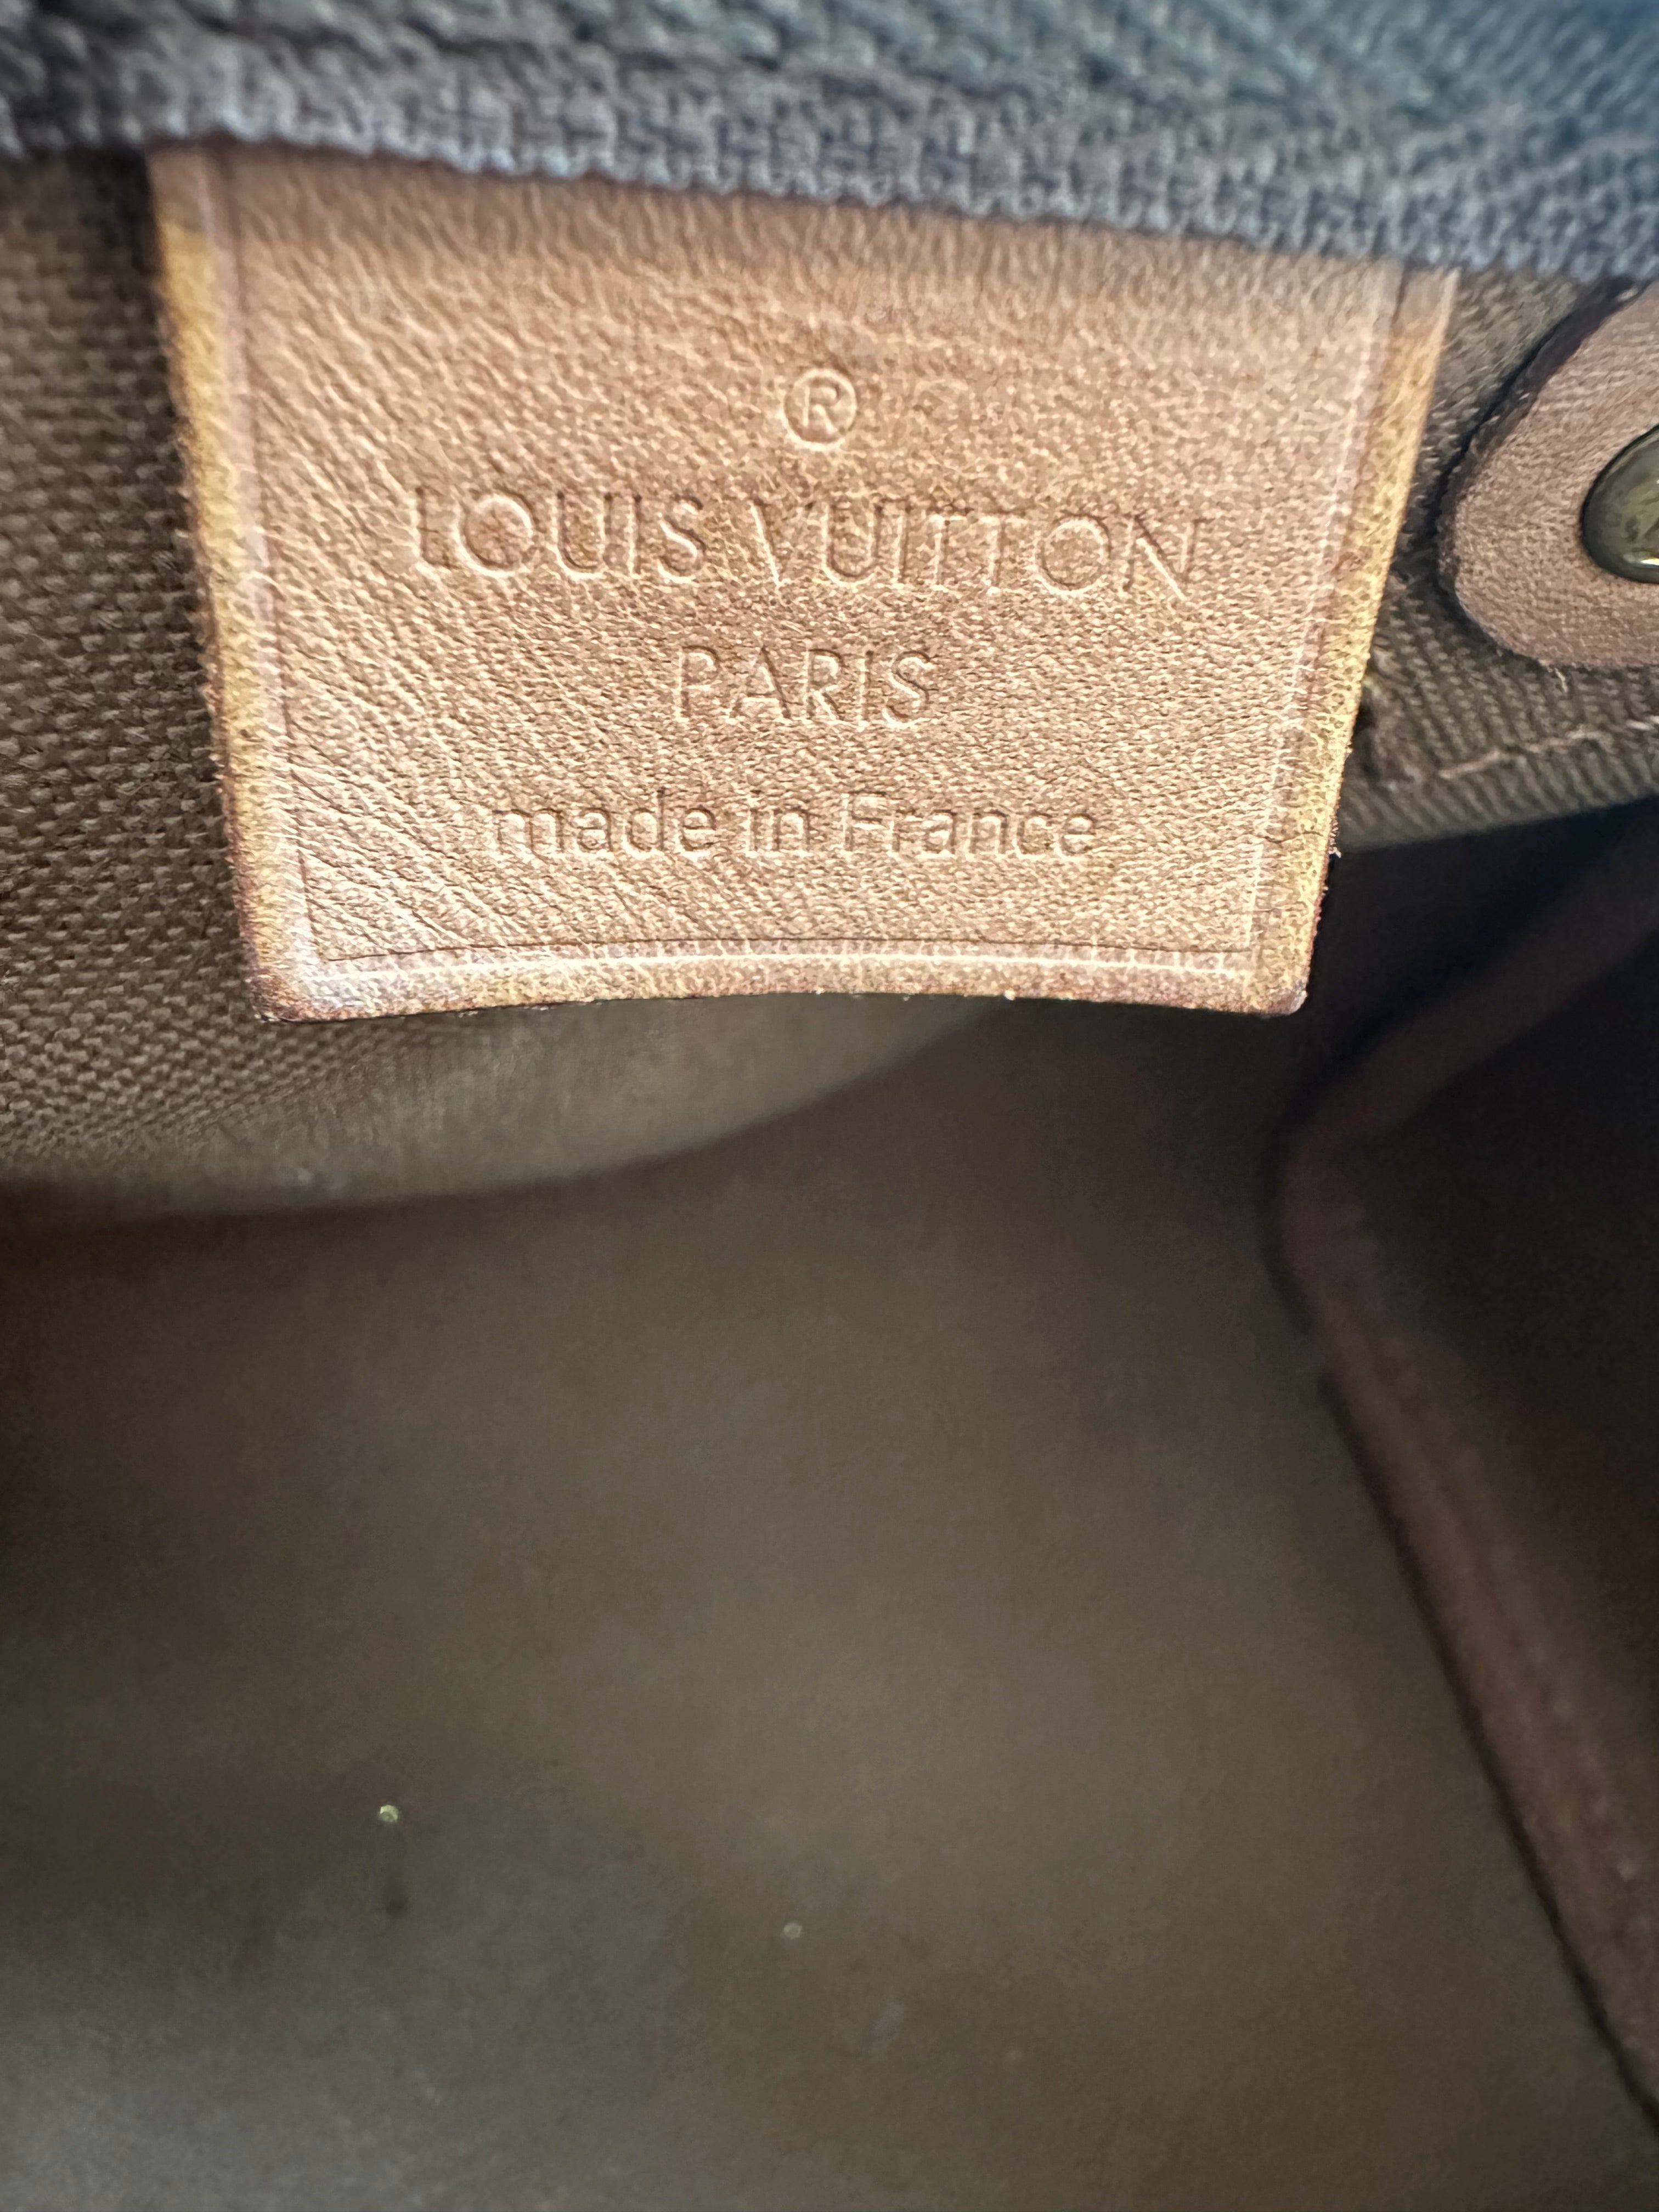 ®
LOUIS VUITTON
PARIS
made in France